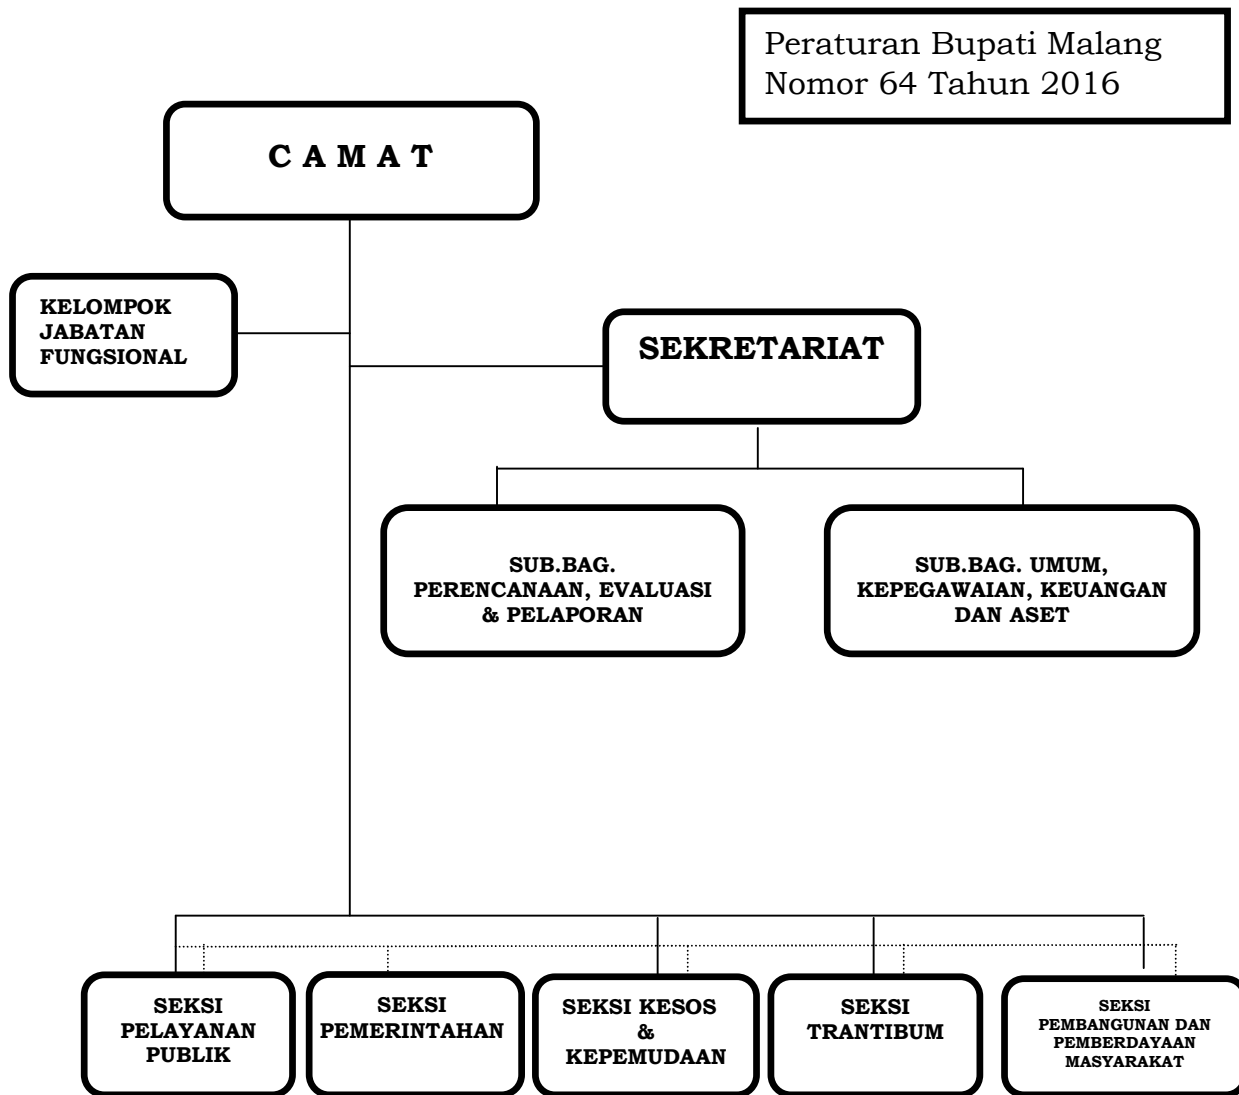 Peraturan Bupati Malang
Nomor 64 Tahun 2016
C A M A T
KELOMPOK
JABATAN
FUNGSIONAL
SEKRETARIAT
SUB.BAG.
PERENCANAAN, EVALUASI
& PELAPORAN
SUB.BAG. UMUM,
KEPEGAWAIAN, KEUANGAN
DAN ASET
SEKSI
PELAYANAN
PUBLIK
SEKSI
PEMERINTAHAN
SEKSI KESOS
&
KEPEMUDAAN
SEKSI
TRANTIBUM
SEKSI
PEMBANGUNAN DAN
PEMBERDAYAAN
MASYARAKAT